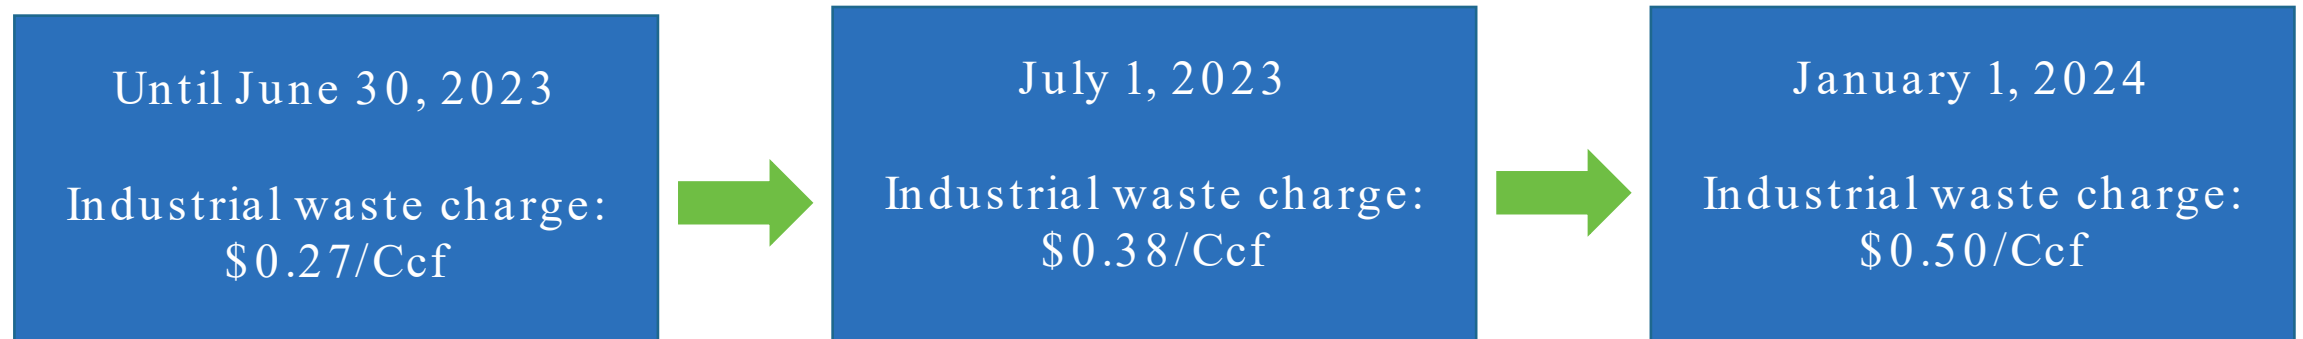 Until June 30, 2023
Industrial waste charge:
$0.27/Ccf
July 1, 2023
Industrial waste charge:
$0.38/Ccf
January 1, 2024
Industrial waste charge:
$0.50/Ccf